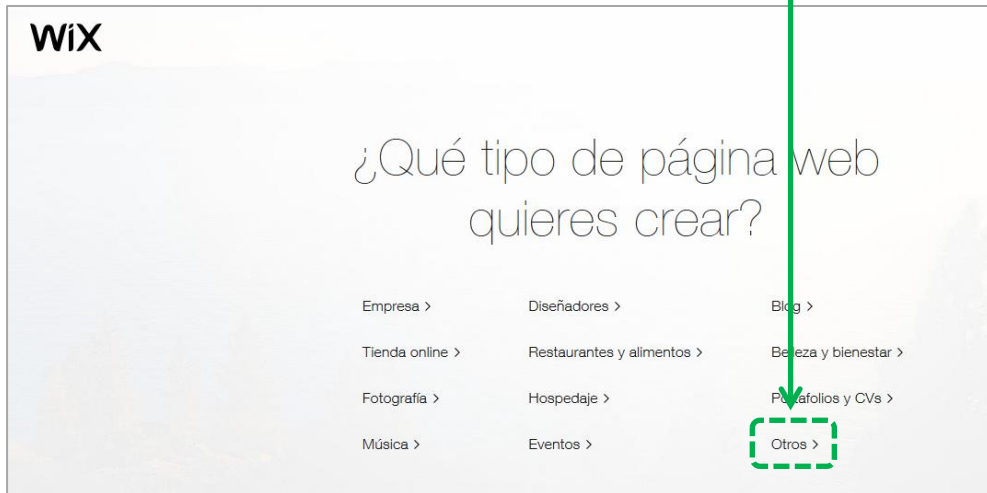 WiX
¿Qué tipo de página web
quieres crear?
Empresa >
Diseñadores >
Blog >
Tienda online >
Restaurantes y alimentos >
Belleza y bienestar >
Fotografía >
Hospedaje >
Portafolios y CVs >
Música >
Eventos >
Otros >